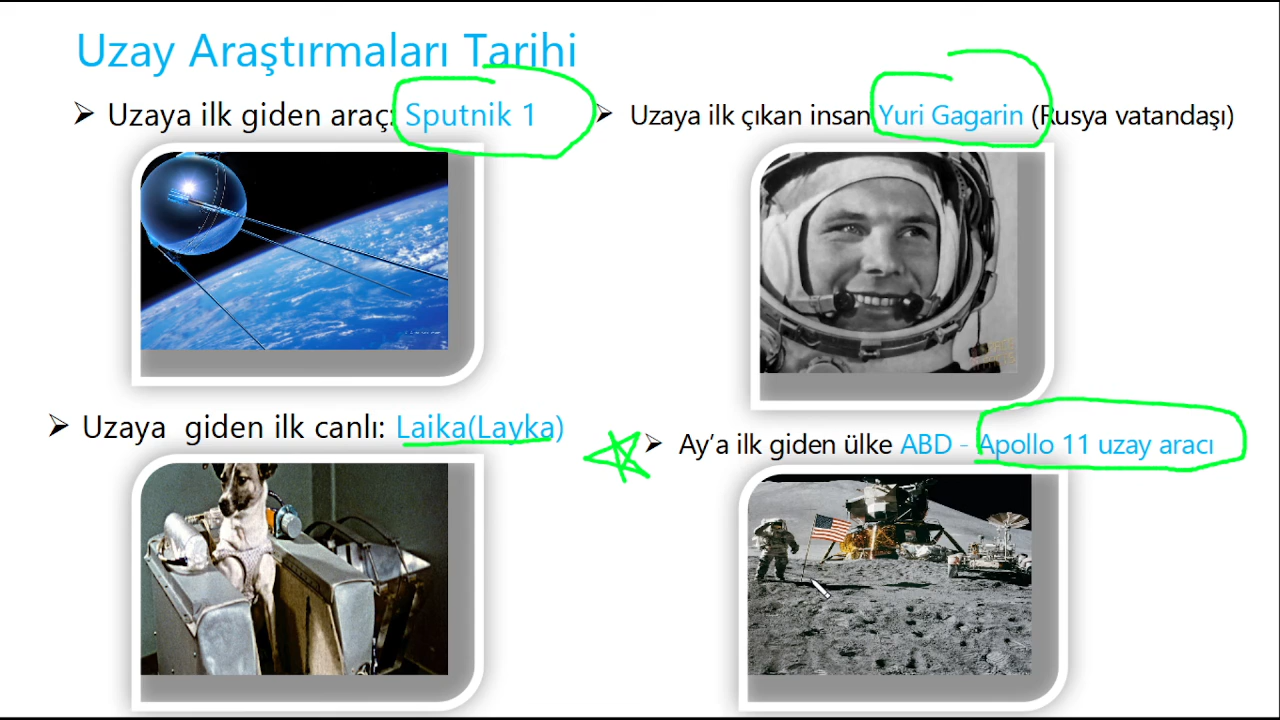 Uzay Araştırmaları Tarihi
Uzaya ilk giden araç: Sputnik 1
Uzaya ilk çıkan insan Yuri Gagarin (Rusya vatandaşı)
Uzaya giden ilk canlı: Laika(Layka)
Ay’a ilk giden ülke ABD - Apollo 11 uzay aracı